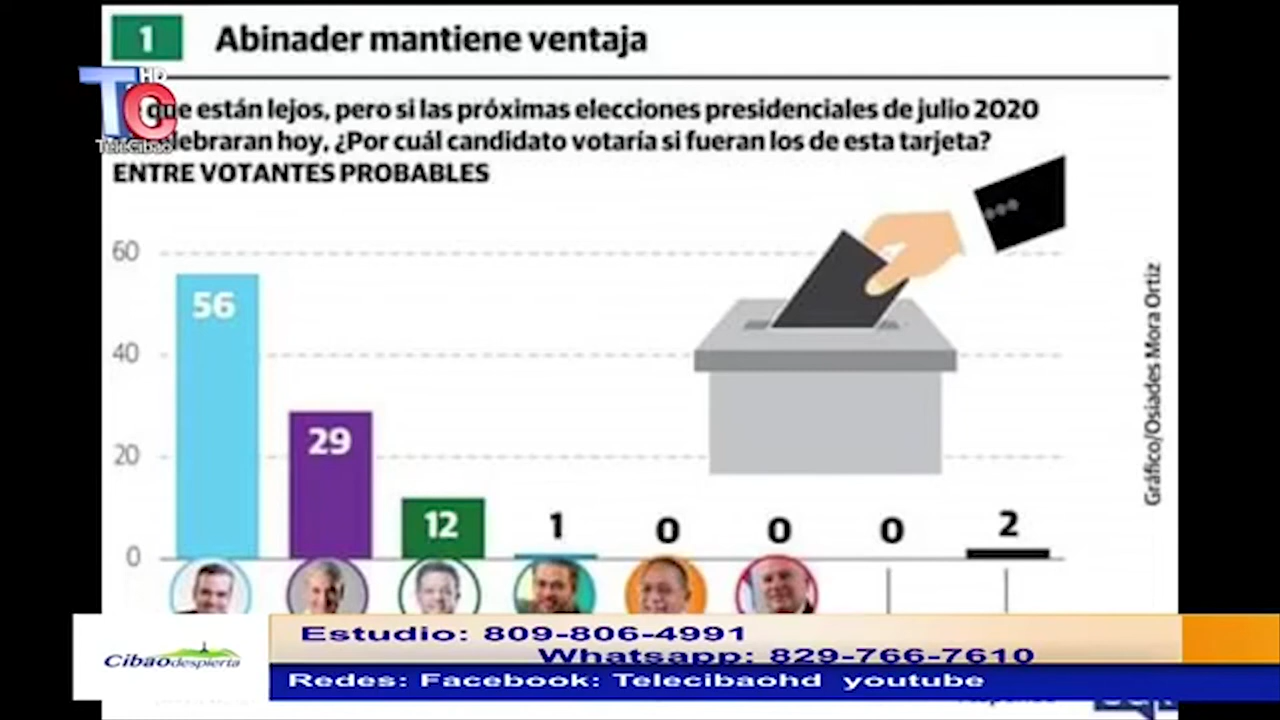 1 Abinader mantiene ventaja
HD
TC
Telecibao
que están lejos, pero si las próximas elecciones presidenciales de julio 2020
celebraran hoy, ¿Por cuál candidato votaría si fueran los de esta tarjeta?
ENTRE VOTANTES PROBABLES
60
40
20
0
56
29
12
1
0
0
0
2
Gráfico/Osiades Mora Ortiz
Estudio: 809-806-4991
Whatsapp: 829-766-7610
Cibaodespierta
Redes: Facebook: Telecibaohd youtube